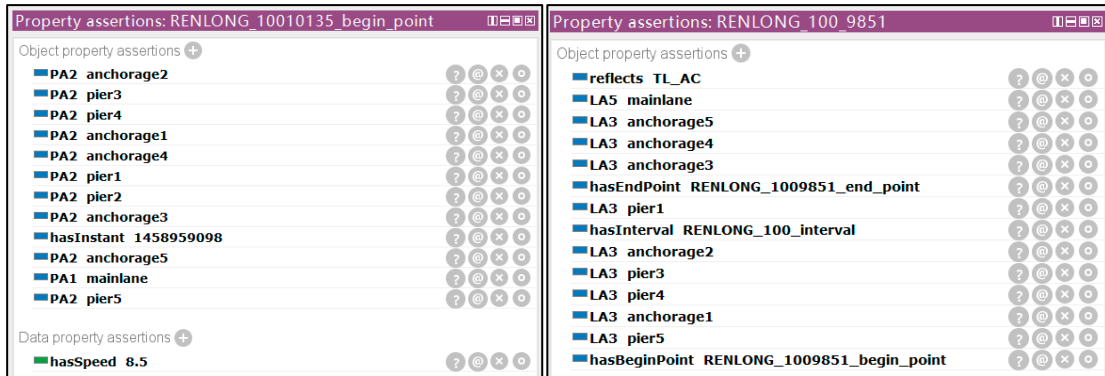 Property assertions: RENLONG_10010135_begin_point
Object property assertions
PA2 anchorage2
PA2 pier3
PA2 pier4
PA2 anchorage1
PA2 anchorage4
PA2 pier1
PA2 pier2
PA2 anchorage3
hasInstant 1458959098
PA2 anchorage5
PA1 mainlane
PA2 pier5
Data property assertions
hasSpeed 8.5
Property assertions: RENLONG_100_9851
Object property assertions
reflects TL_AC
LA5 mainlane
LA3 anchorage5
LA3 anchorage4
LA3 anchorage3
hasEndPoint RENLONG_1009851_end_point
LA3 pier1
hasInterval RENLONG_100_interval
LA3 anchorage2
LA3 pier3
LA3 pier4
LA3 anchorage1
LA3 pier5
hasBeginPoint RENLONG_1009851_begin_point